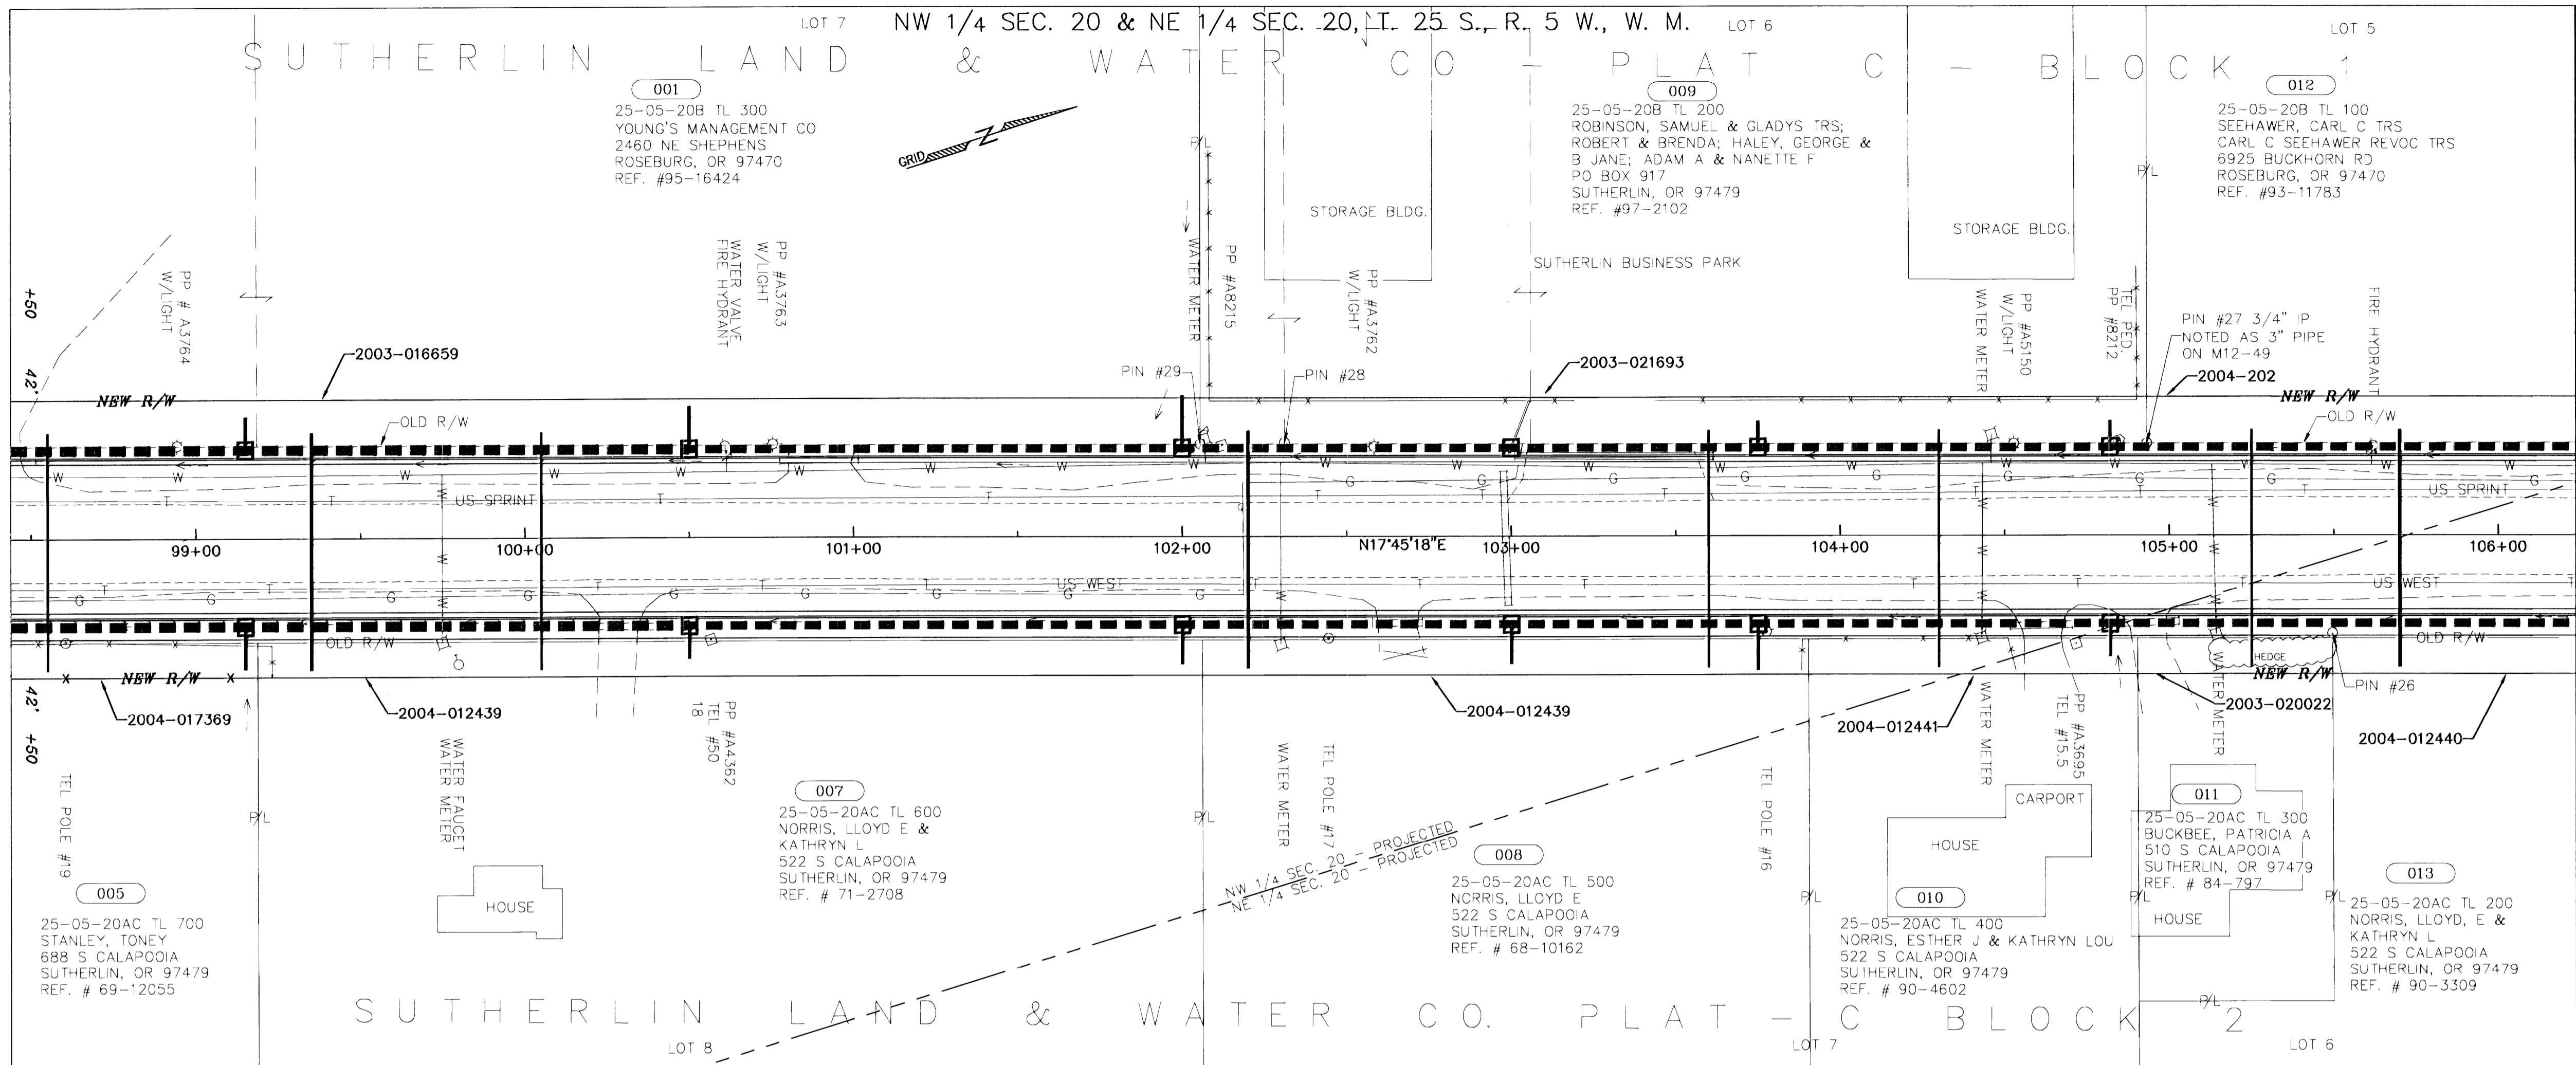 NW 1/4 SEC. 20 & NE 1/4 SEC. 20, T. 25 S., R. 5 W., W. M.
LOT 7
LOT 6
LOT 5
SUTHERLIN LAND & WATER CO - PLAT C - BLOCK 1
001
25-05-20B TL 300
YOUNG'S MANAGEMENT CO
2460 NE SHEPHENS
ROSEBURG, OR 97470
REF. #95-16424
GRID
N
P/L
009
25-05-20B TL 200
ROBINSON, SAMUEL & GLADYS TRS;
ROBERT & BRENDA; HALEY, GEORGE &
B JANE; ADAM A & NANETTE F
PO BOX 917
SUTHERLIN, OR 97479
REF. #97-2102
012
25-05-20B TL 100
SEEHAWER, CARL C TRS
CARL C SEEHAWER REVOC TRS
6925 BUCKHORN RD
ROSEBURG, OR 97470
REF. #93-11783
P/L
STORAGE BLDG.
STORAGE BLDG.
SUTHERLIN BUSINESS PARK
+50
42'
PP # A3764
W/LIGHT
PP #A3763
W/LIGHT
WATER VALVE
FIRE HYDRANT
WATER METER
PP #A8215
PP #A3762
W/LIGHT
WATER METER
PP #A5150
W/LIGHT
TEL PED.
PP #8212
FIRE HYDRANT
PIN #27 3/4" IP
NOTED AS 3" PIPE
ON M12-49
2003-016659
PIN #29
PIN #28
2003-021693
2004-202
NEW R/W
NEW R/W
OLD R/W
OLD R/W
W W W W W W W W W W W W W W W
G G G G G G G G
T T T T T T T T
US SPRINT
US SPRINT
99+00
100+00
101+00
102+00
N17°45'18"E
103+00
104+00
105+00
106+00
US WEST
US WEST
T T T T T T T T T T
G G G G G G G G G
OLD R/W
OLD R/W
HEDGE
NEW R/W
NEW R/W
42'
+50
2004-017369
2004-012439
2004-012439
2004-012441
2003-020022
PIN #26
2004-012440
TEL POLE #19
WATER FAUCET
WATER METER
PP #A4362
TEL #50
18
WATER METER
TEL POLE #17
TEL POLE #16
WATER METER
PP #A3695
TEL #15.5
WATER METER
P/L
P/L
P/L
P/L
P/L
P/L
NW 1/4 SEC. 20 - PROJECTED
NE 1/4 SEC. 20 - PROJECTED
005
25-05-20AC TL 700
STANLEY, TONEY
688 S CALAPOOIA
SUTHERLIN, OR 97479
REF. # 69-12055
HOUSE
007
25-05-20AC TL 600
NORRIS, LLOYD E &
KATHRYN L
522 S CALAPOOIA
SUTHERLIN, OR 97479
REF. # 71-2708
008
25-05-20AC TL 500
NORRIS, LLOYD E
522 S CALAPOOIA
SUTHERLIN, OR 97479
REF. # 68-10162
CARPORT
HOUSE
010
25-05-20AC TL 400
NORRIS, ESTHER J & KATHRYN LOU
522 S CALAPOOIA
SUTHERLIN, OR 97479
REF. # 90-4602
011
25-05-20AC TL 300
BUCKBEE, PATRICIA A
510 S CALAPOOIA
SUTHERLIN, OR 97479
REF. # 84-797
HOUSE
013
25-05-20AC TL 200
NORRIS, LLOYD, E &
KATHRYN L
522 S CALAPOOIA
SUTHERLIN, OR 97479
REF. # 90-3309
SUTHERLIN LAND & WATER CO. PLAT - C BLOCK 2
LOT 8
LOT 7
LOT 6